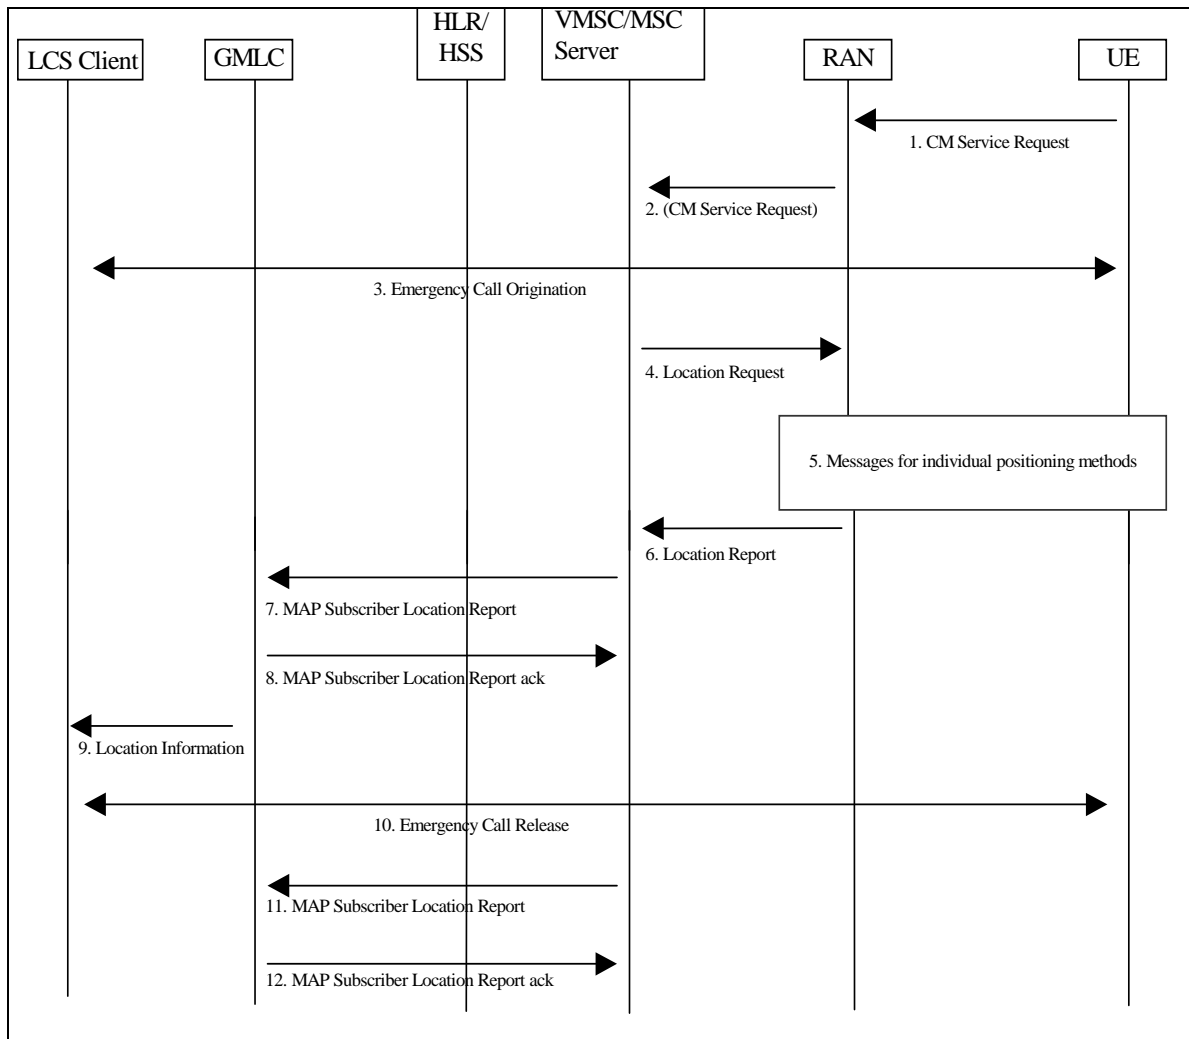 LCS Client
GMLC
HLR/
HSS
VMSC/MSC
Server
RAN
UE
1. CM Service Request
2. (CM Service Request)
3. Emergency Call Origination
4. Location Request
5. Messages for individual positioning methods
6. Location Report
7. MAP Subscriber Location Report
8. MAP Subscriber Location Report ack
9. Location Information
10. Emergency Call Release
11. MAP Subscriber Location Report
12. MAP Subscriber Location Report ack